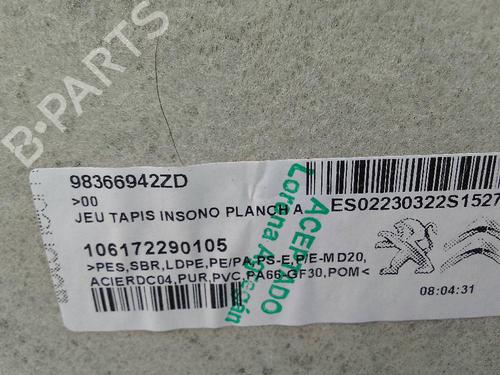 B-PARTS
98366942ZD
>00
JEU TAPIS INSONO PLANCH A
ES02230322S1527
106172290105
>PES,SBR,LDPE,PE/PA,PS-E,P/E-MD20,
ACIERDC04,PUR,PVC,PA66-GF30,POM<
08:04:31
ACEPTADO
Lorana